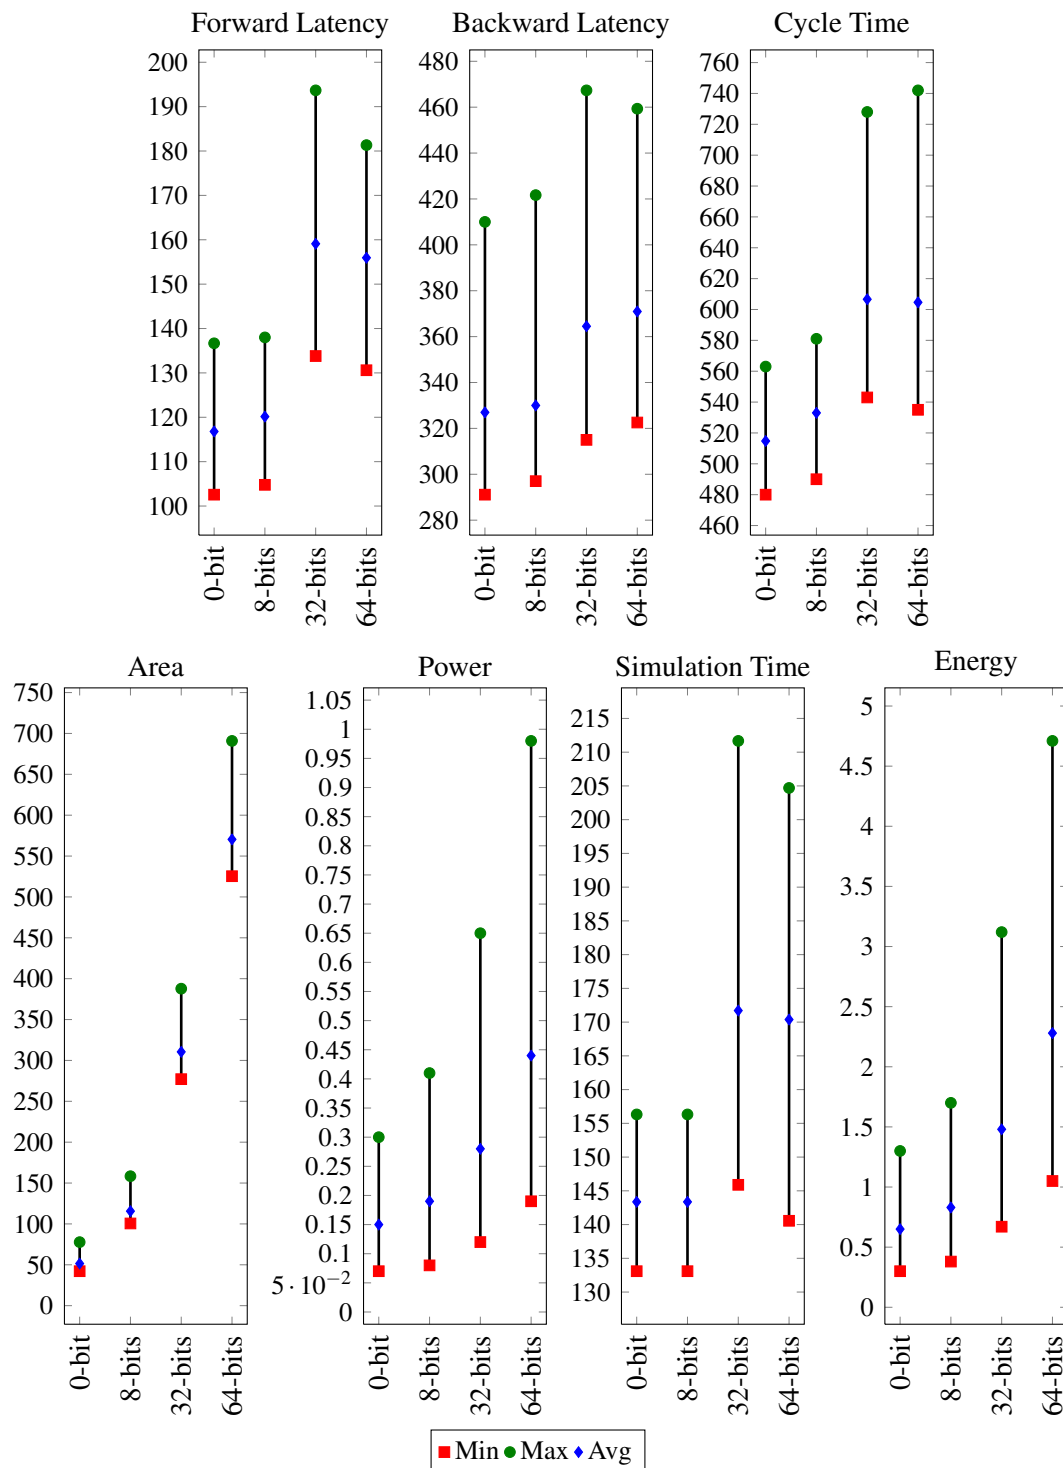 Forward Latency
200
190
180
170
160
150
140
130
120
110
100
0-bit
8-bits
32-bits
64-bits
Backward Latency
480
460
440
420
400
380
360
340
320
300
280
0-bit
8-bits
32-bits
64-bits
Cycle Time
760
740
720
700
680
660
640
620
600
580
560
540
520
500
480
460
0-bit
8-bits
32-bits
64-bits
Area
750
700
650
600
550
500
450
400
350
300
250
200
150
100
50
0
0-bit
8-bits
32-bits
64-bits
Power
1.05
1
0.95
0.9
0.85
0.8
0.75
0.7
0.65
0.6
0.55
0.5
0.45
0.4
0.35
0.3
0.25
0.2
0.15
0.1
5 · 10⁻²
0
0-bit
8-bits
32-bits
64-bits
Simulation Time
215
210
205
200
195
190
185
180
175
170
165
160
155
150
145
140
135
130
0-bit
8-bits
32-bits
64-bits
Energy
5
4.5
4
3.5
3
2.5
2
1.5
1
0.5
0
0-bit
8-bits
32-bits
64-bits
Min Max Avg